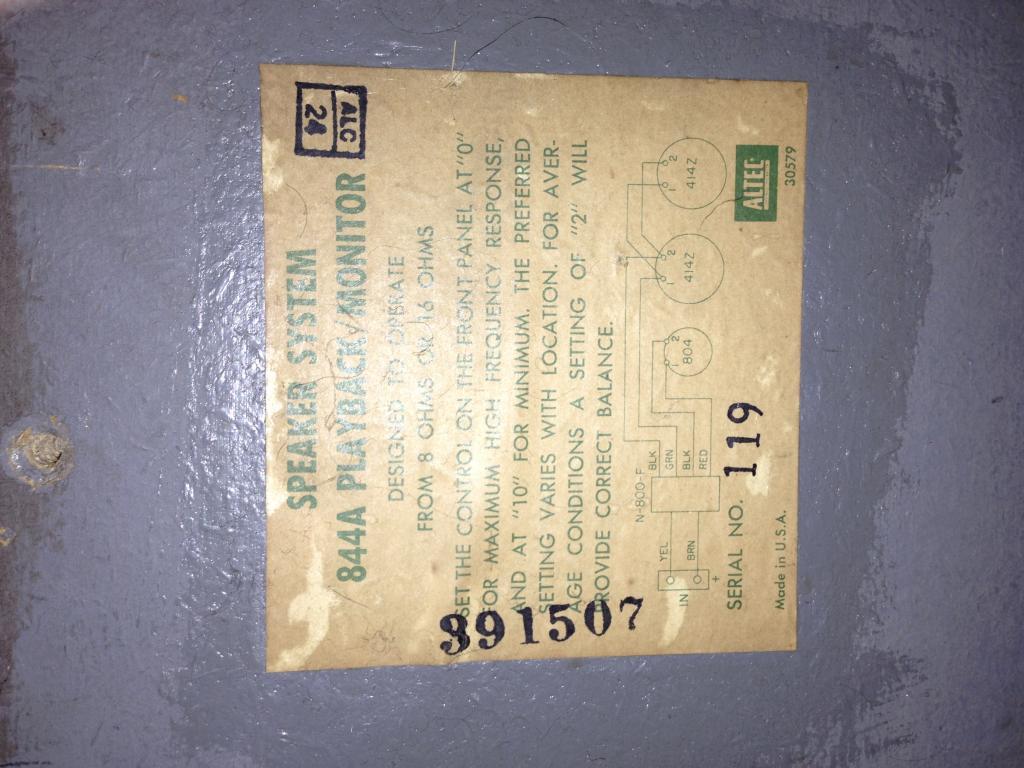 SPEAKER SYSTEM
844A PLAYBACK/MONITOR
ALC
24
DESIGNED TO OPERATE
FROM 8 OHMS OR 16 OHMS
SET THE CONTROL ON THE FRONT PANEL AT "0"
FOR MAXIMUM HIGH FREQUENCY RESPONSE,
AND AT "10" FOR MINIMUM. THE PREFERRED
SETTING VARIES WITH LOCATION. FOR AVER-
AGE CONDITIONS A SETTING OF "2" WILL
PROVIDE CORRECT BALANCE.
391507
N-800-F
IN
YEL
BRN
+
BLK
GRN
BLK
RED
1 2
804
1 2
414Z
1 2
414Z
SERIAL NO. 119
ALTEC
Made in U.S.A.
30579